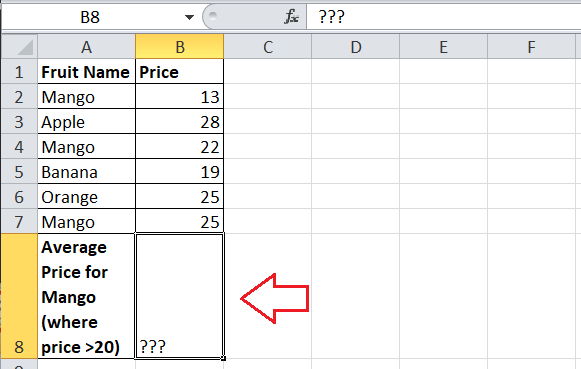 B8 fx ???
A B C D E F
1 Fruit Name Price
2 Mango 13
3 Apple 28
4 Mango 22
5 Banana 19
6 Orange 25
7 Mango 25
Average
Price for
Mango
(where
8 price >20) ???